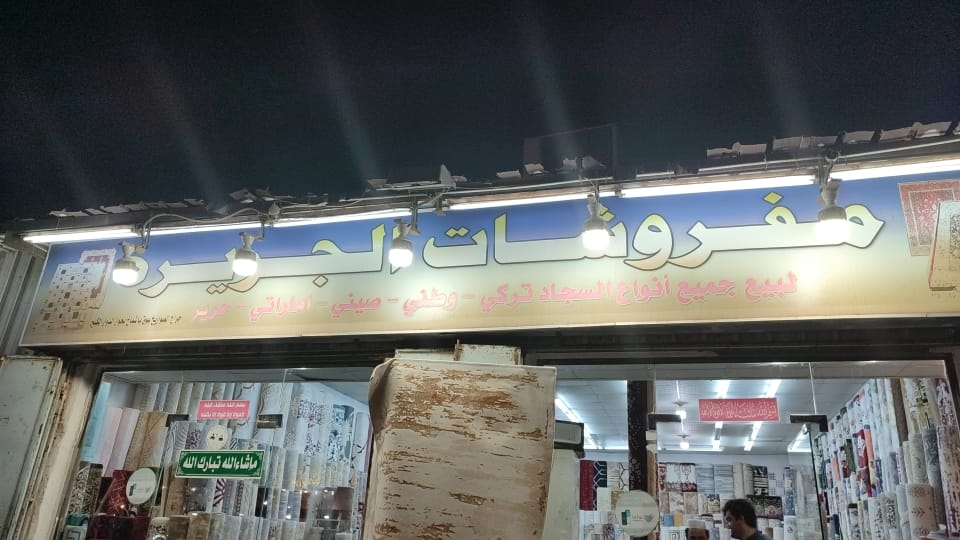 مفروشات الجزيرة
لبيع جميع أنواع السجاد تركي - وطني - صيني - اماراتي - حرير
ماشاءالله تبارك الله